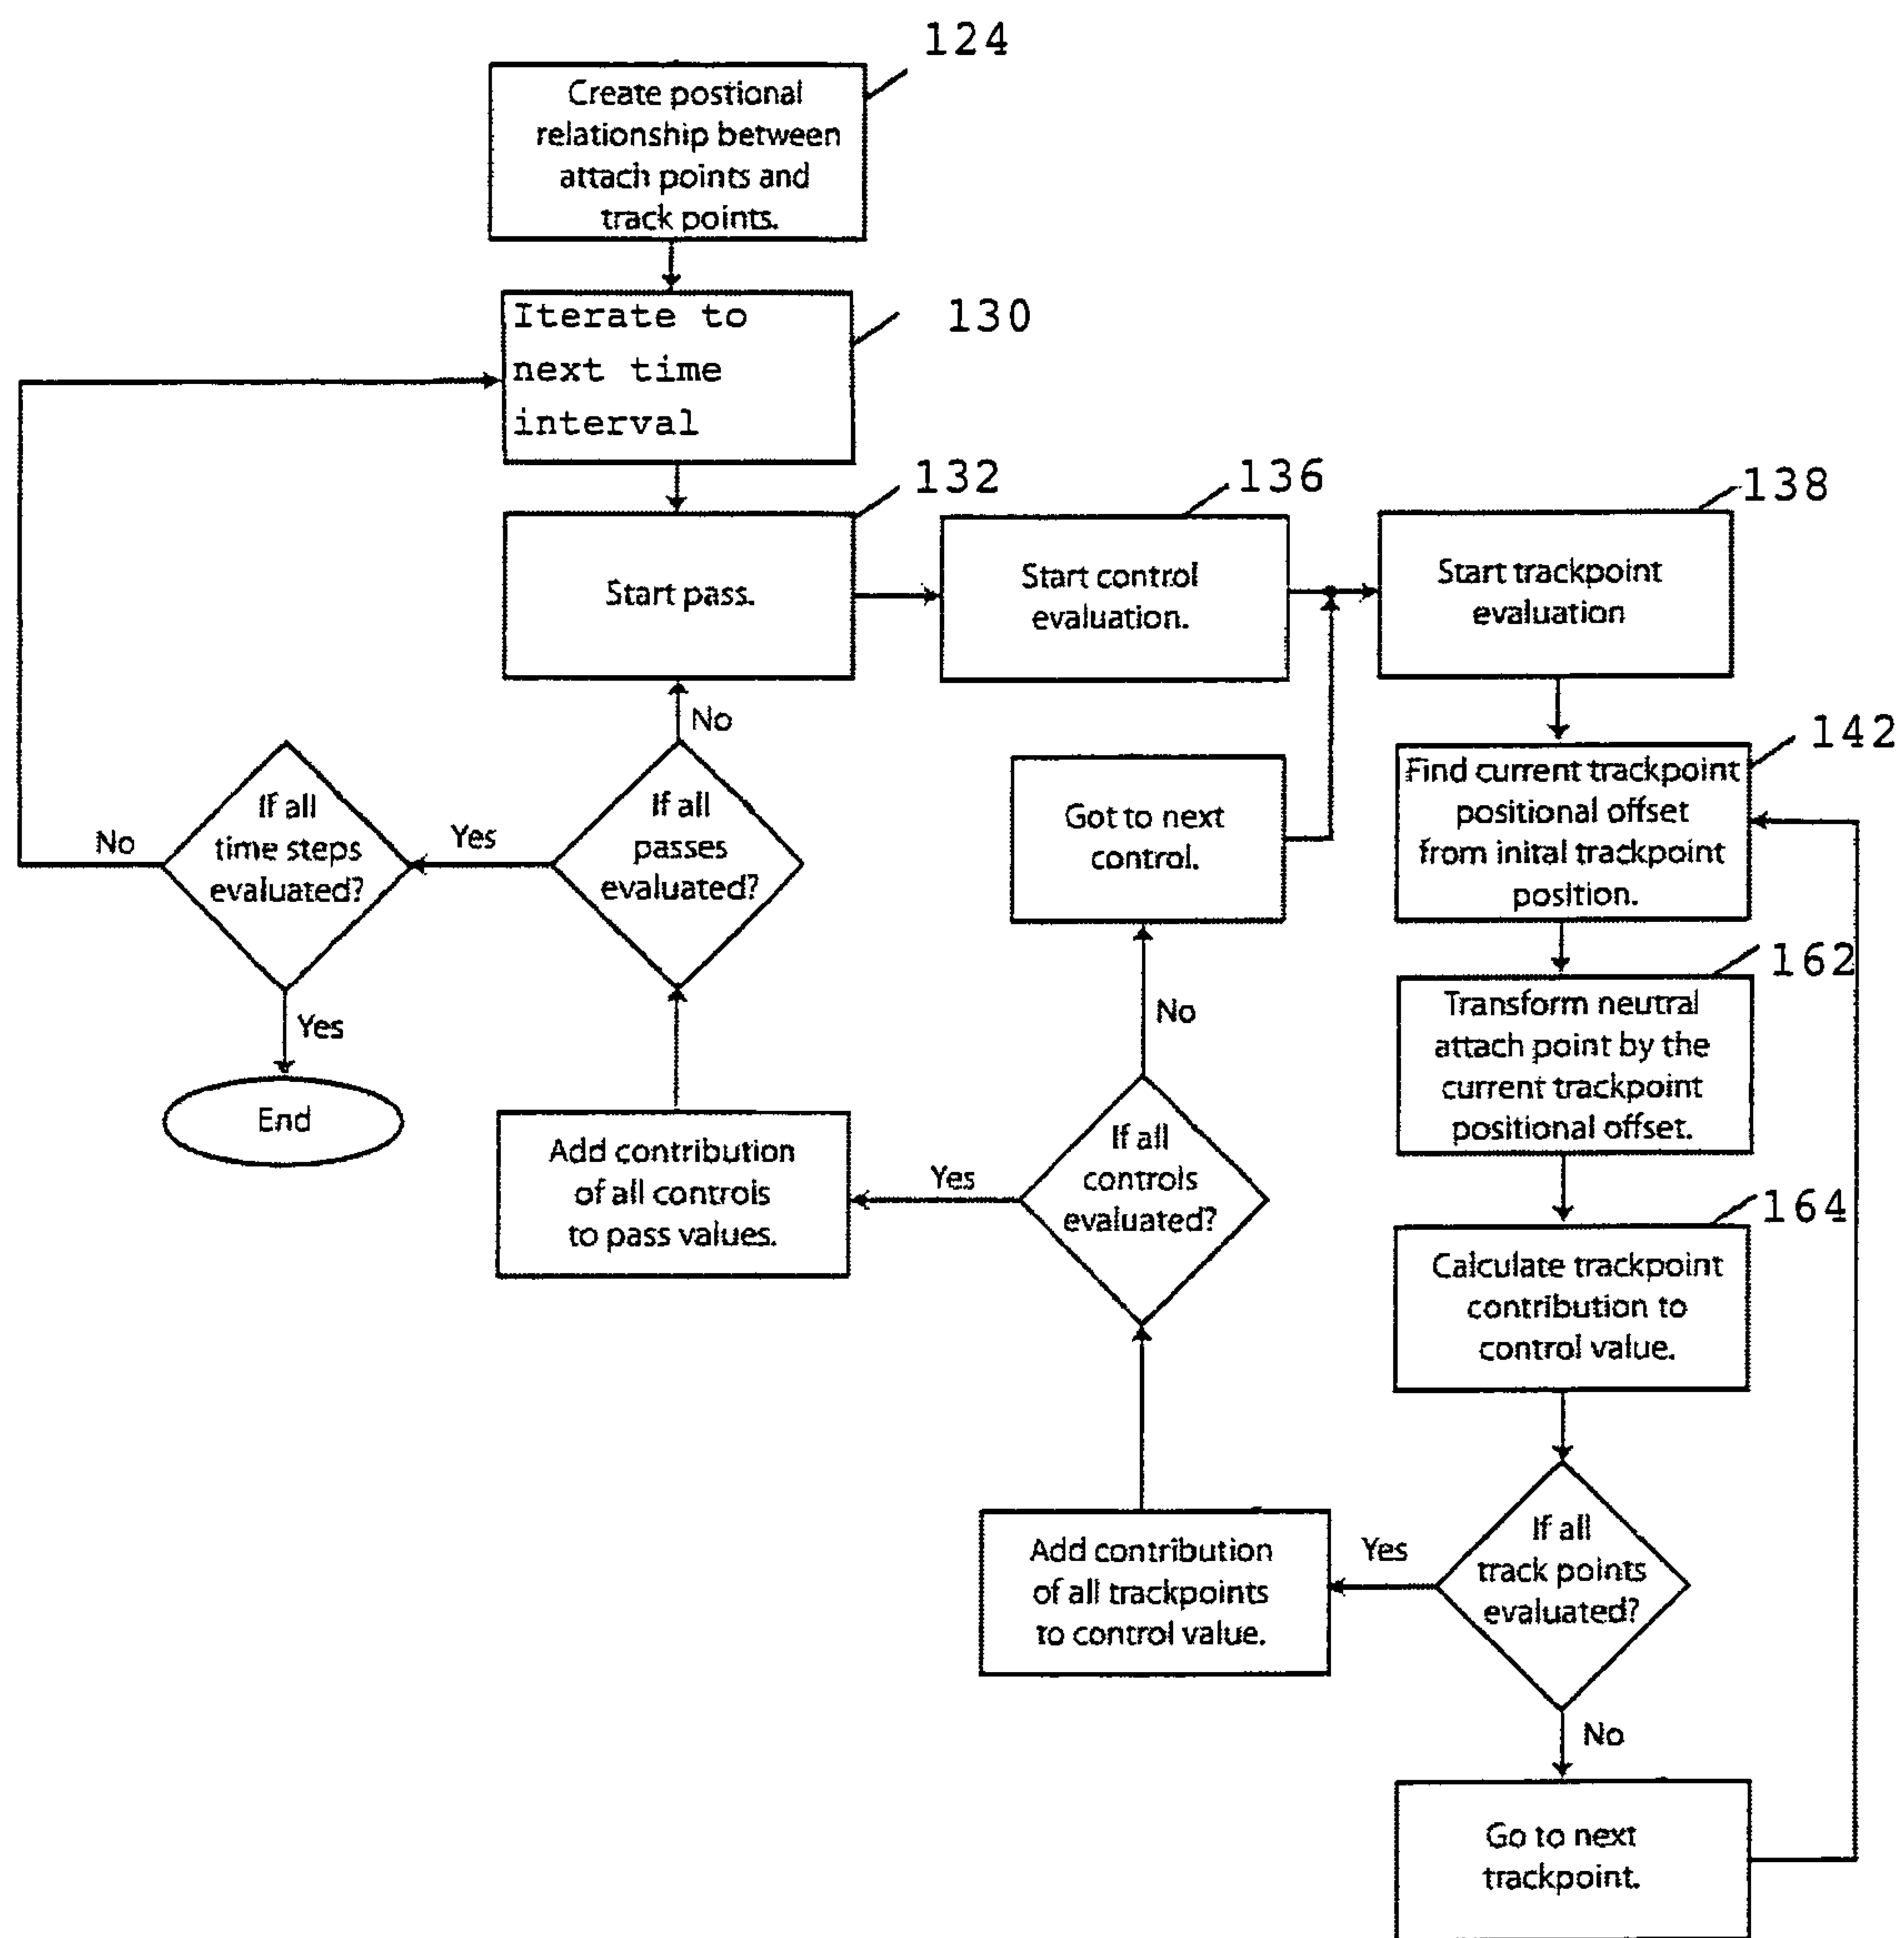 124
Create postional
relationship between
attach points and
track points.
Iterate to
next time
interval
130
132
136
138
Start pass.
Start control
evaluation.
Start trackpoint
evaluation
No
142
If all
time steps
evaluated?
No
Yes
If all
passes
evaluated?
Got to next
control.
Find current trackpoint
positional offset
from inital trackpoint
position.
162
Transform neutral
attach point by the
current trackpoint
positional offset.
No
Yes
End
Add contribution
of all controls
to pass values.
Yes
If all
controls
evaluated?
164
Calculate trackpoint
contribution to
control value.
Add contribution
of all trackpoints
to control value.
Yes
If all
track points
evaluated?
No
Go to next
trackpoint.